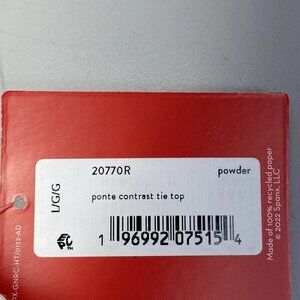 20770R powder
L/G/G
ponte contrast tie top
1 96992 07515 4
Made of 100% recycled paper
© 2022 Spanx, LLC